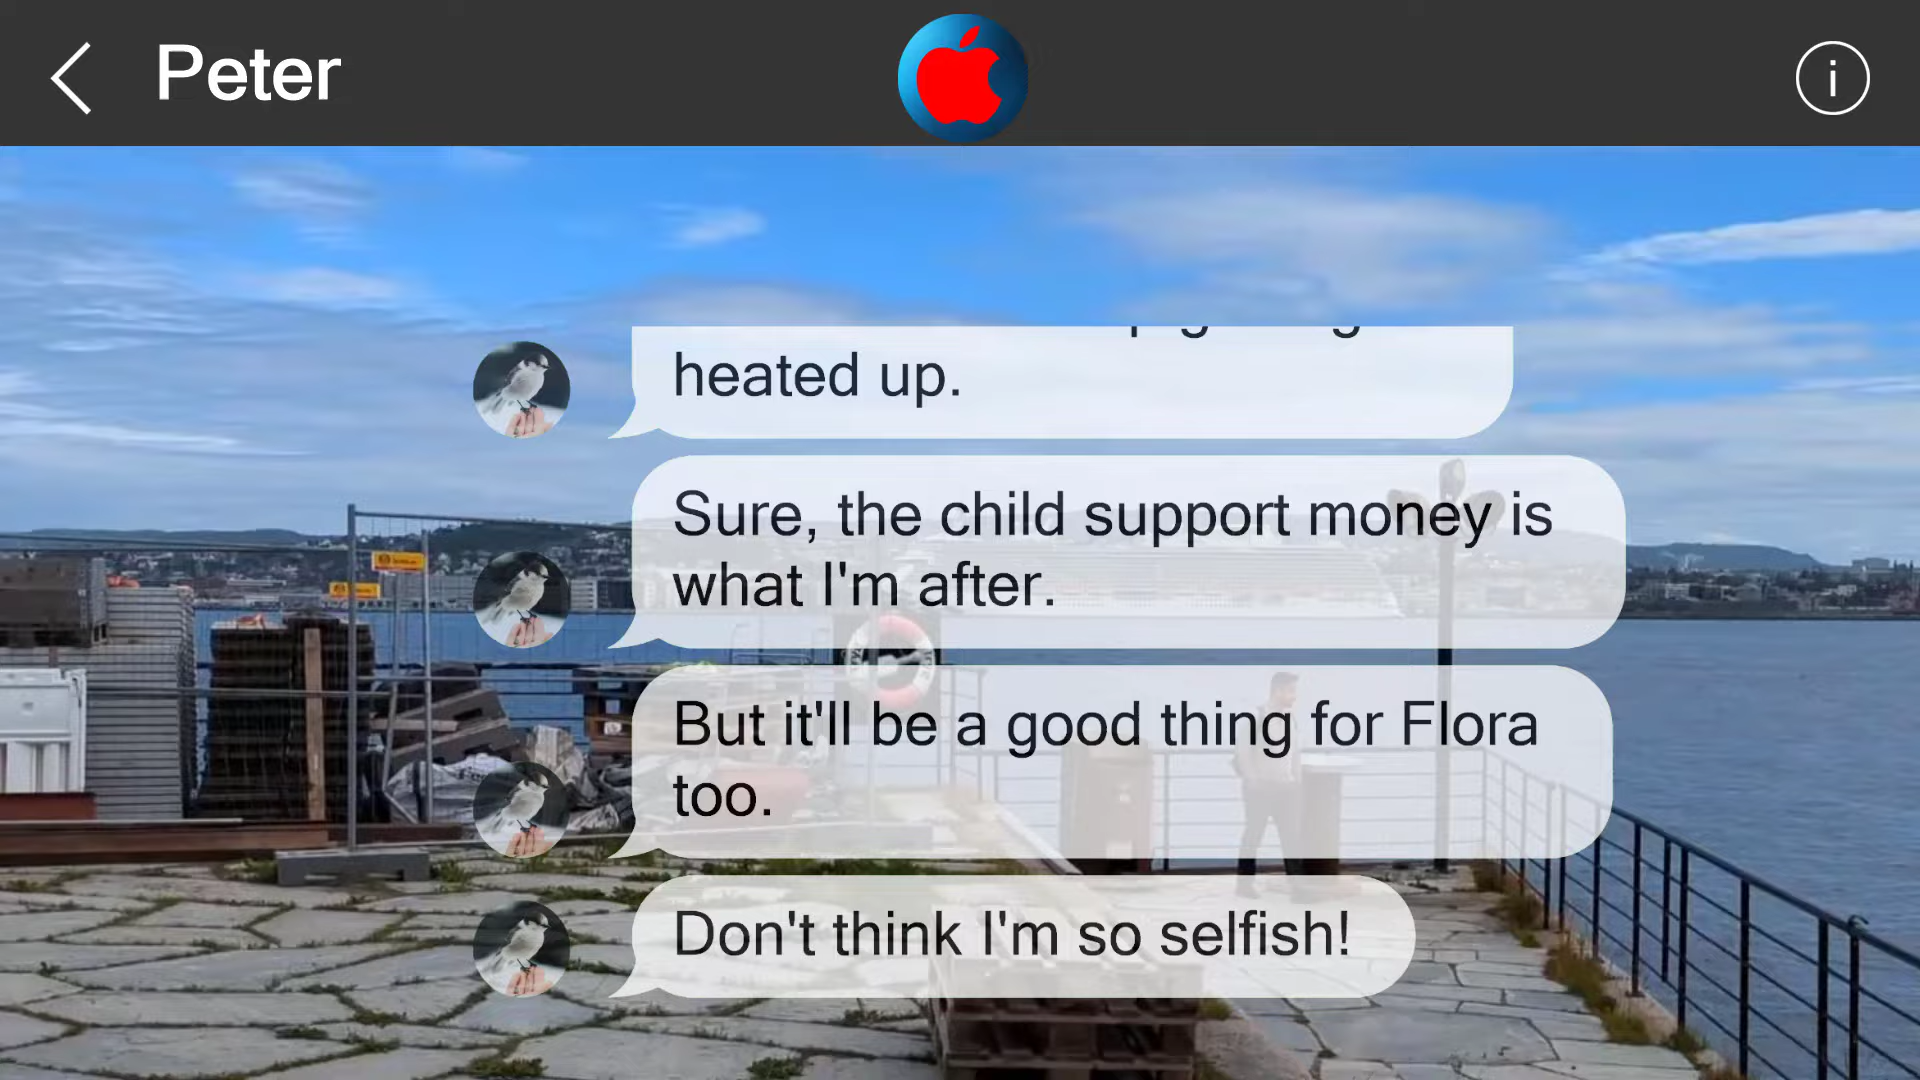 Peter
heated up.
Sure, the child support money is
what I'm after.
But it'll be a good thing for Flora
too.
Don't think I'm so selfish!